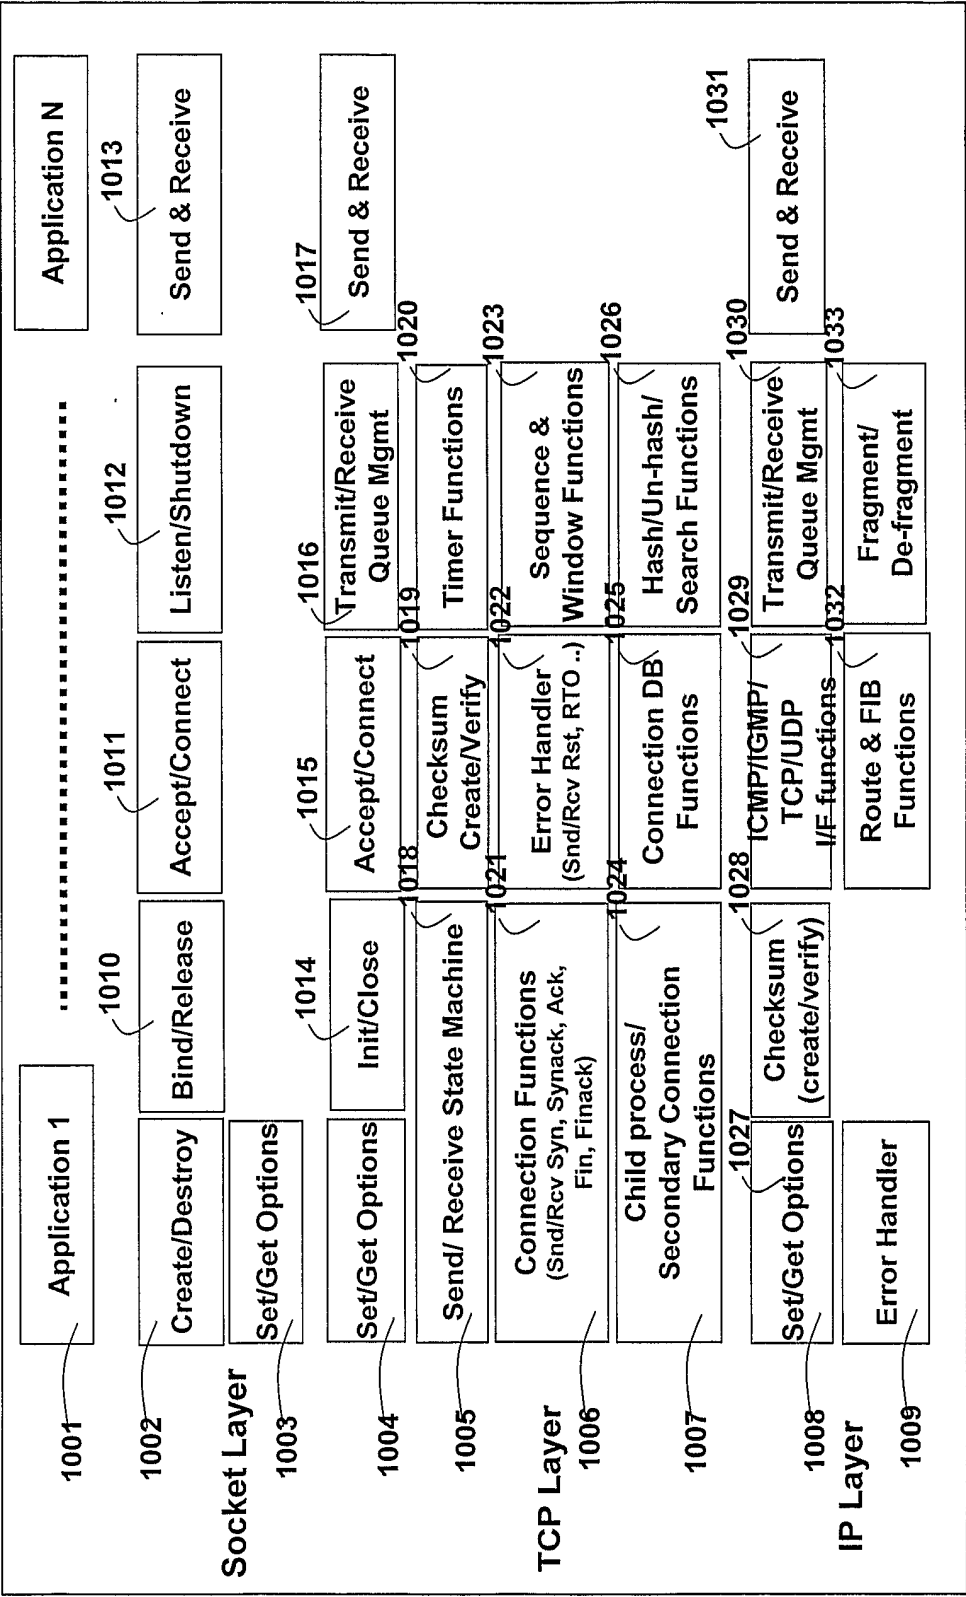 1001
Application 1
Application N
Socket Layer
1002
Create/Destroy
1010
Bind/Release
1011
Accept/Connect
1012
Listen/Shutdown
1013
Send & Receive
1003
Set/Get Options
TCP Layer
1004
Set/Get Options
1014
Init/Close
1015
Accept/Connect
1016
Transmit/Receive
Queue Mgmt
1017
Send & Receive
1005
Send/ Receive State Machine
1018
1019
Checksum
Create/Verify
1020
Timer Functions
1006
1021
Connection Functions
(Snd/Rcv Syn, Synack, Ack,
Fin, Finack)
1022
Error Handler
(Snd/Rcv Rst, RTO ..)
1023
Sequence &
Window Functions
1007
1024
Child process/
Secondary Connection
Functions
1025
Connection DB
Functions
1026
Hash/Un-hash/
Search Functions
IP Layer
1008
1027
Set/Get Options
1028
Checksum
(create/verify)
1029
ICMP/IGMP/
TCP/UDP
I/F functions
1030
Transmit/Receive
Queue Mgmt
1031
Send & Receive
1009
Error Handler
1032
Route & FIB
Functions
1033
Fragment/
De-fragment